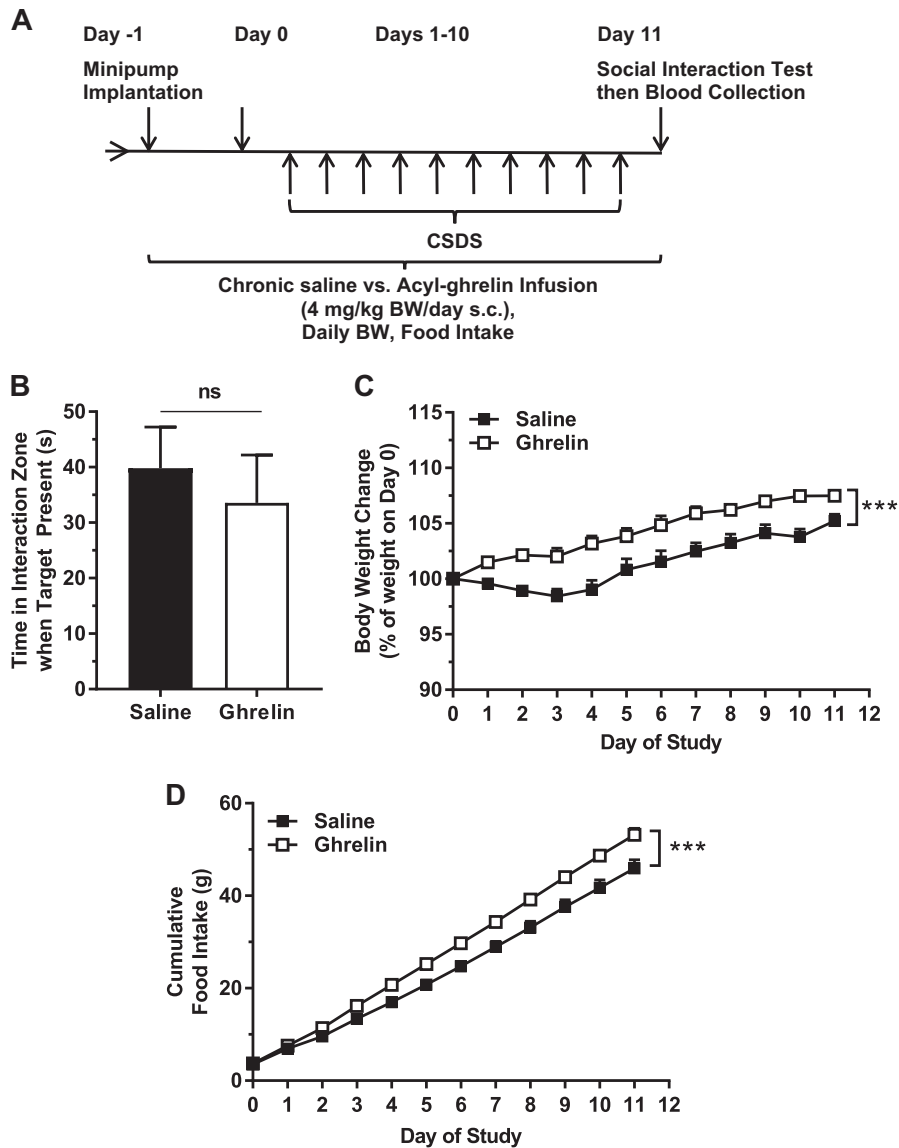 A
Day -1 Day 0 Days 1-10 Day 11
Minipump
Implantation
Social Interaction Test
then Blood Collection
CSDS
Chronic saline vs. Acyl-ghrelin Infusion
(4 mg/kg BW/day s.c.),
Daily BW, Food Intake
B
ns
Time in Interaction Zone
when Target Present (s)
50
40
30
20
10
0
Saline Ghrelin
C
Saline
Ghrelin
Body Weight Change
(% of weight on Day 0)
115
110
105
100
95
90
***
0 1 2 3 4 5 6 7 8 9 10 11 12
Day of Study
D
Saline
Ghrelin
Cumulative
Food Intake (g)
60
40
20
0
***
0 1 2 3 4 5 6 7 8 9 10 11 12
Day of Study